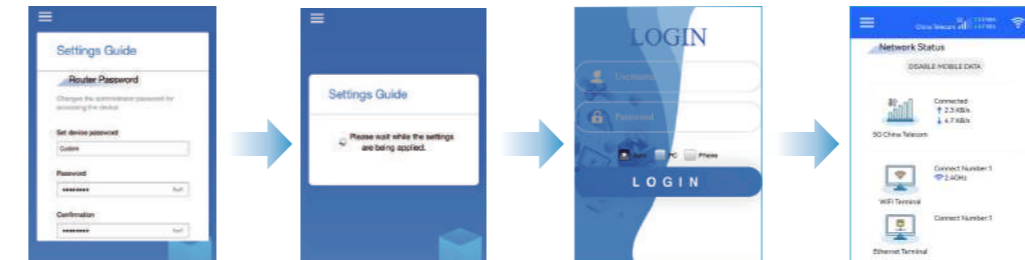 Settings Guide
Router Password
Changes the administrator password for
accessing the device
Set device password
Custom
Password
********
Confirmation
********
Settings Guide
Please wait while the settings
are being applied.
LOGIN
Username
Password
Auto PC Phone
LOGIN
China Telecom
Network Status
DISABLE MOBILE DATA
Connected
↑ 2.3 KB/s
↓ 4.7 KB/s
5G China Telecom
Connect Number:1
2.4GHz
WIFI Terminal
Connect Number:1
Ethernet Terminal